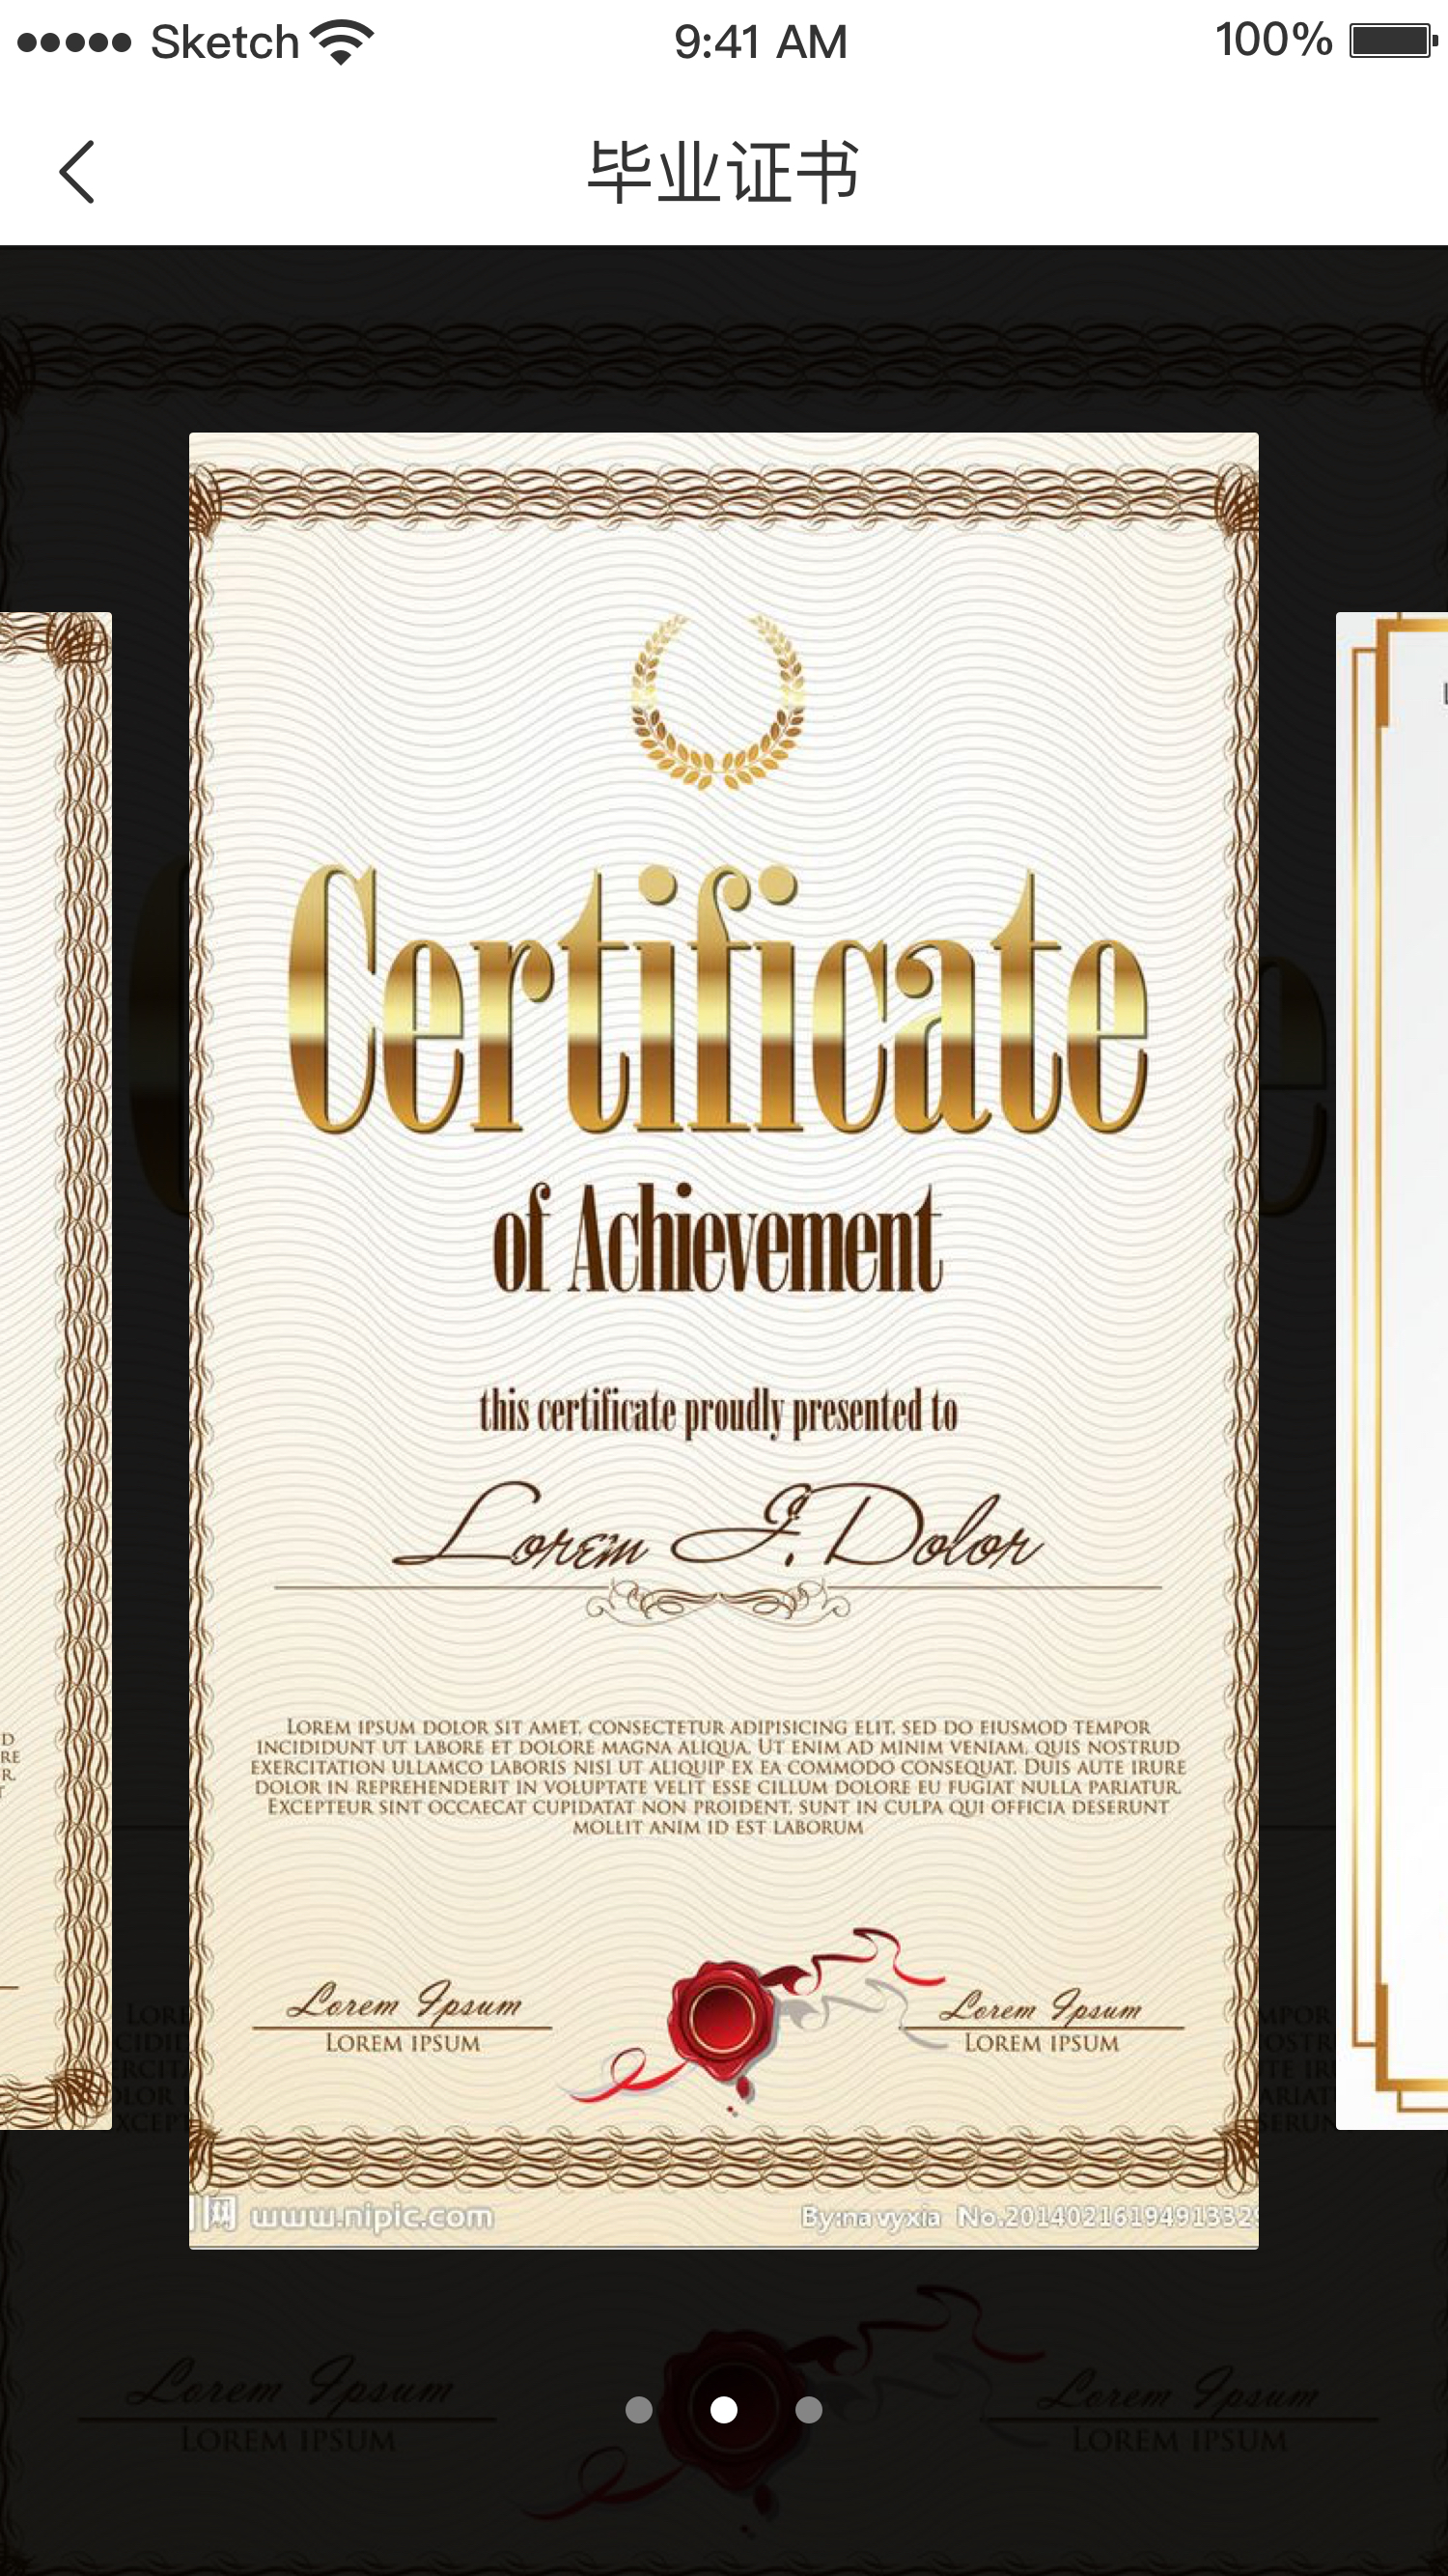 Sketch 9:41 AM 100%
毕业证书
Certificate
of Achievement
this certificate proudly presented to
Lorem I. Dolor
LOREM IPSUM DOLOR SIT AMET, CONSECTETUR ADIPISICING ELIT, SED DO EIUSMOD TEMPOR
INCIDIDUNT UT LABORE ET DOLORE MAGNA ALIQUA. UT ENIM AD MINIM VENIAM, QUIS NOSTRUD
EXERCITATION ULLAMCO LABORIS NISI UT ALIQUIP EX EA COMMODO CONSEQUAT. DUIS AUTE IRURE
DOLOR IN REPREHENDERIT IN VOLUPTATE VELIT ESSE CILLUM DOLORE EU FUGIAT NULLA PARIATUR.
EXCEPTEUR SINT OCCAECAT CUPIDATAT NON PROIDENT, SUNT IN CULPA QUI OFFICIA DESERUNT
MOLLIT ANIM ID EST LABORUM
Lorem Ipsum Lorem Ipsum
LOREM IPSUM LOREM IPSUM
网 www.nipic.com By:navyxia No.2014021619491332
Lorem Ipsum Lorem Ipsum
LOREM IPSUM LOREM IPSUM